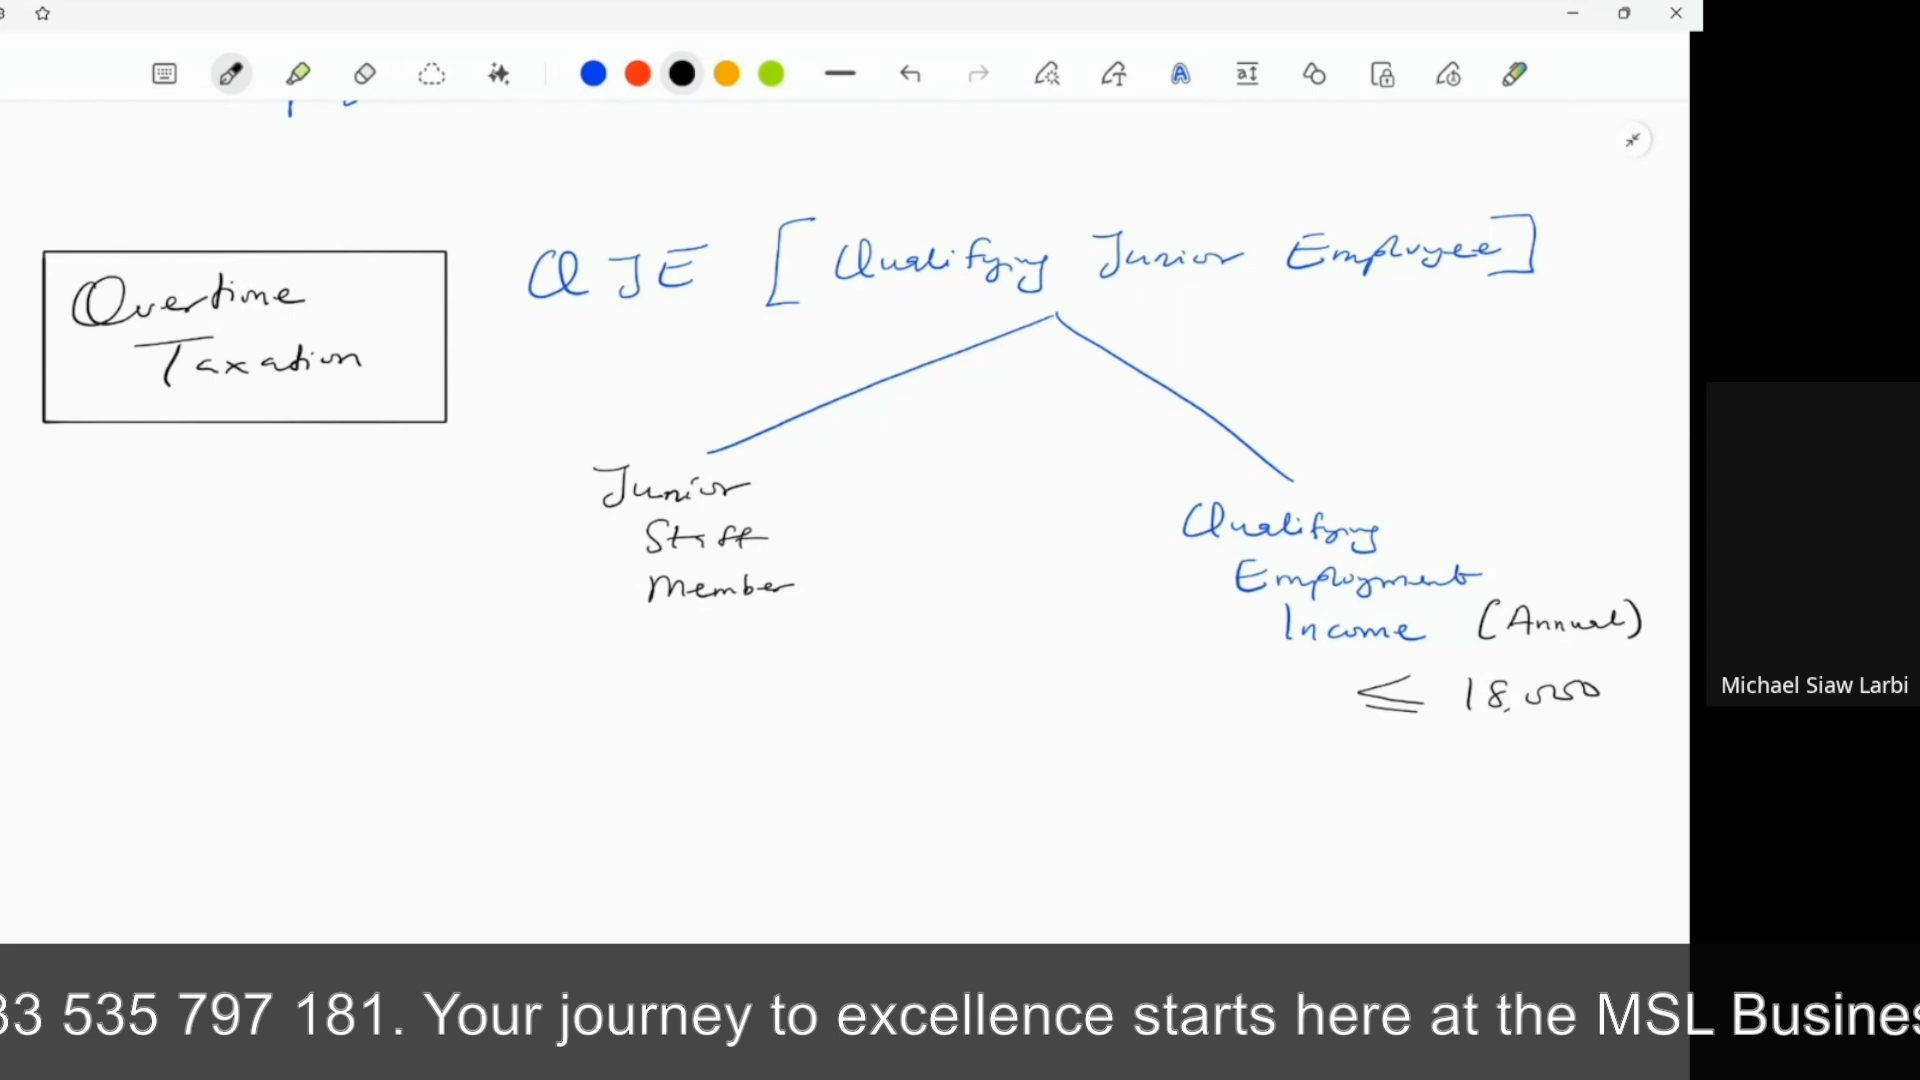 QJE [Qualifying Junior Employee]
Overtime
Taxation
Junior
Staff
Member
Qualifying
Employment
Income (Annual)
≤ 18,000
Michael Siaw Larbi
33 535 797 181. Your journey to excellence starts here at the MSL Busines